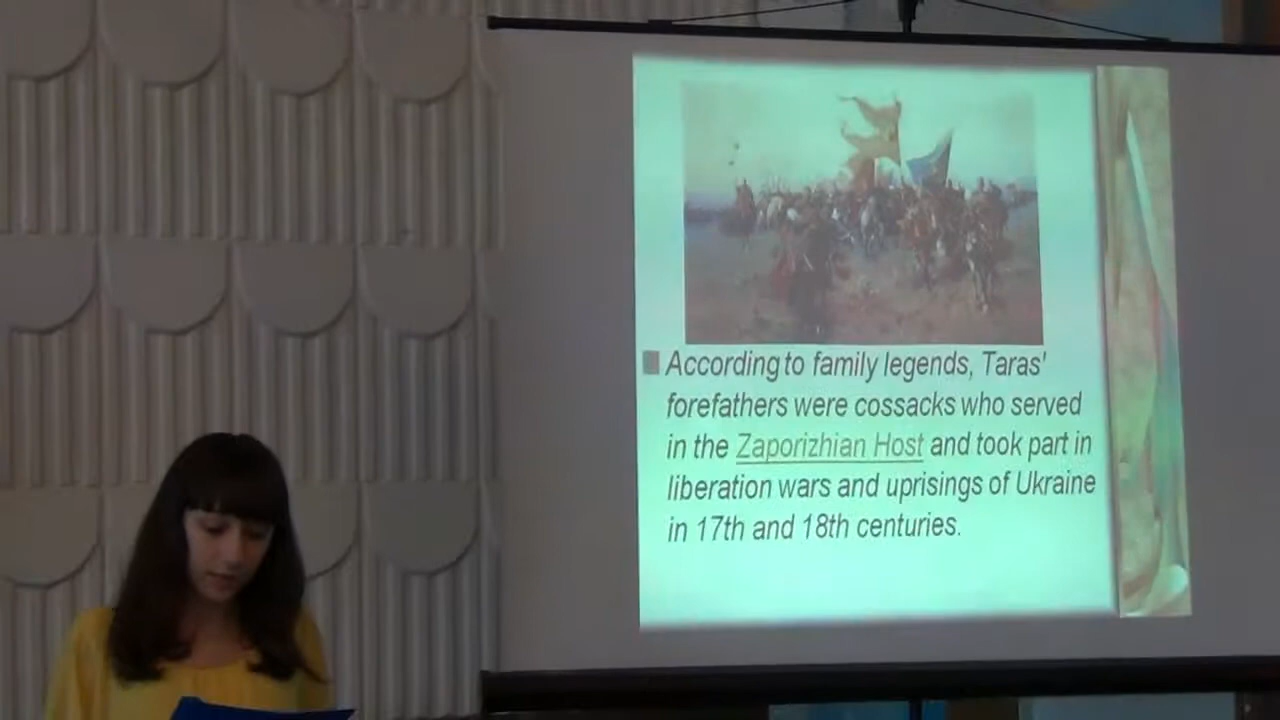 According to family legends, Taras'
forefathers were cossacks who served
in the Zaporizhian Host and took part in
liberation wars and uprisings of Ukraine
in 17th and 18th centuries.